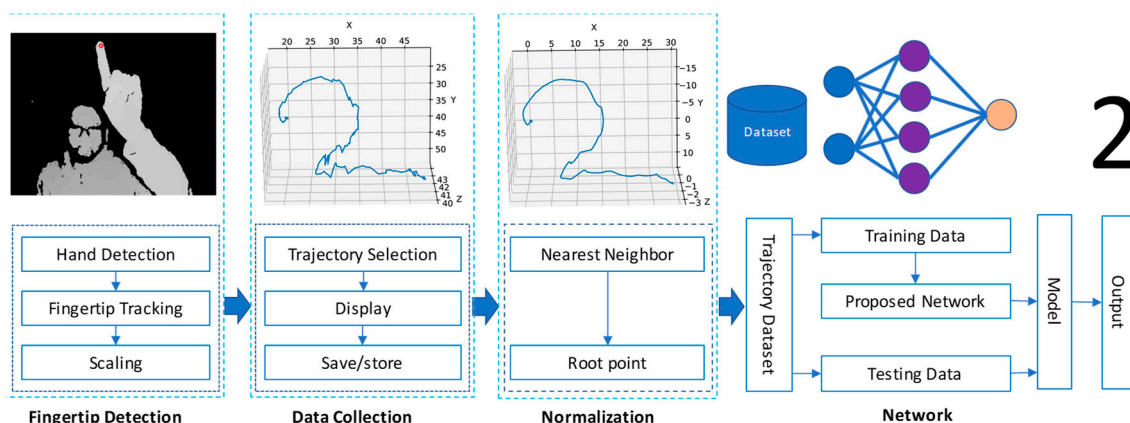 X
20 25 30 35 40 45
25
30
35
Y
40
45
50
43
42
41
Z
40
X
0 5 10 15 20 25 30
−15
−10
−5
Y
0
5
10
0
−1
−2
−3 Z
Dataset
2
Hand Detection
Fingertip Tracking
Scaling
Fingertip Detection
Trajectory Selection
Display
Save/store
Data Collection
Nearest Neighbor
Root point
Normalization
Trajectory Dataset
Training Data
Proposed Network
Testing Data
Model
Output
Network